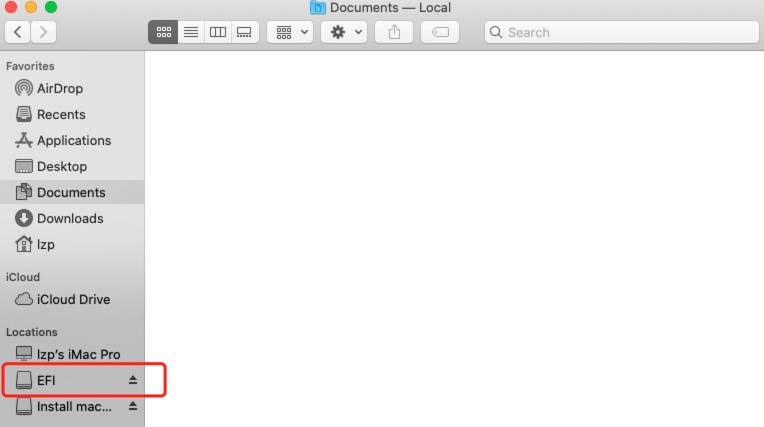 Documents — Local
Search
Favorites
AirDrop
Recents
Applications
Desktop
Documents
Downloads
lzp
iCloud
iCloud Drive
Locations
lzp's iMac Pro
EFI
Install mac...